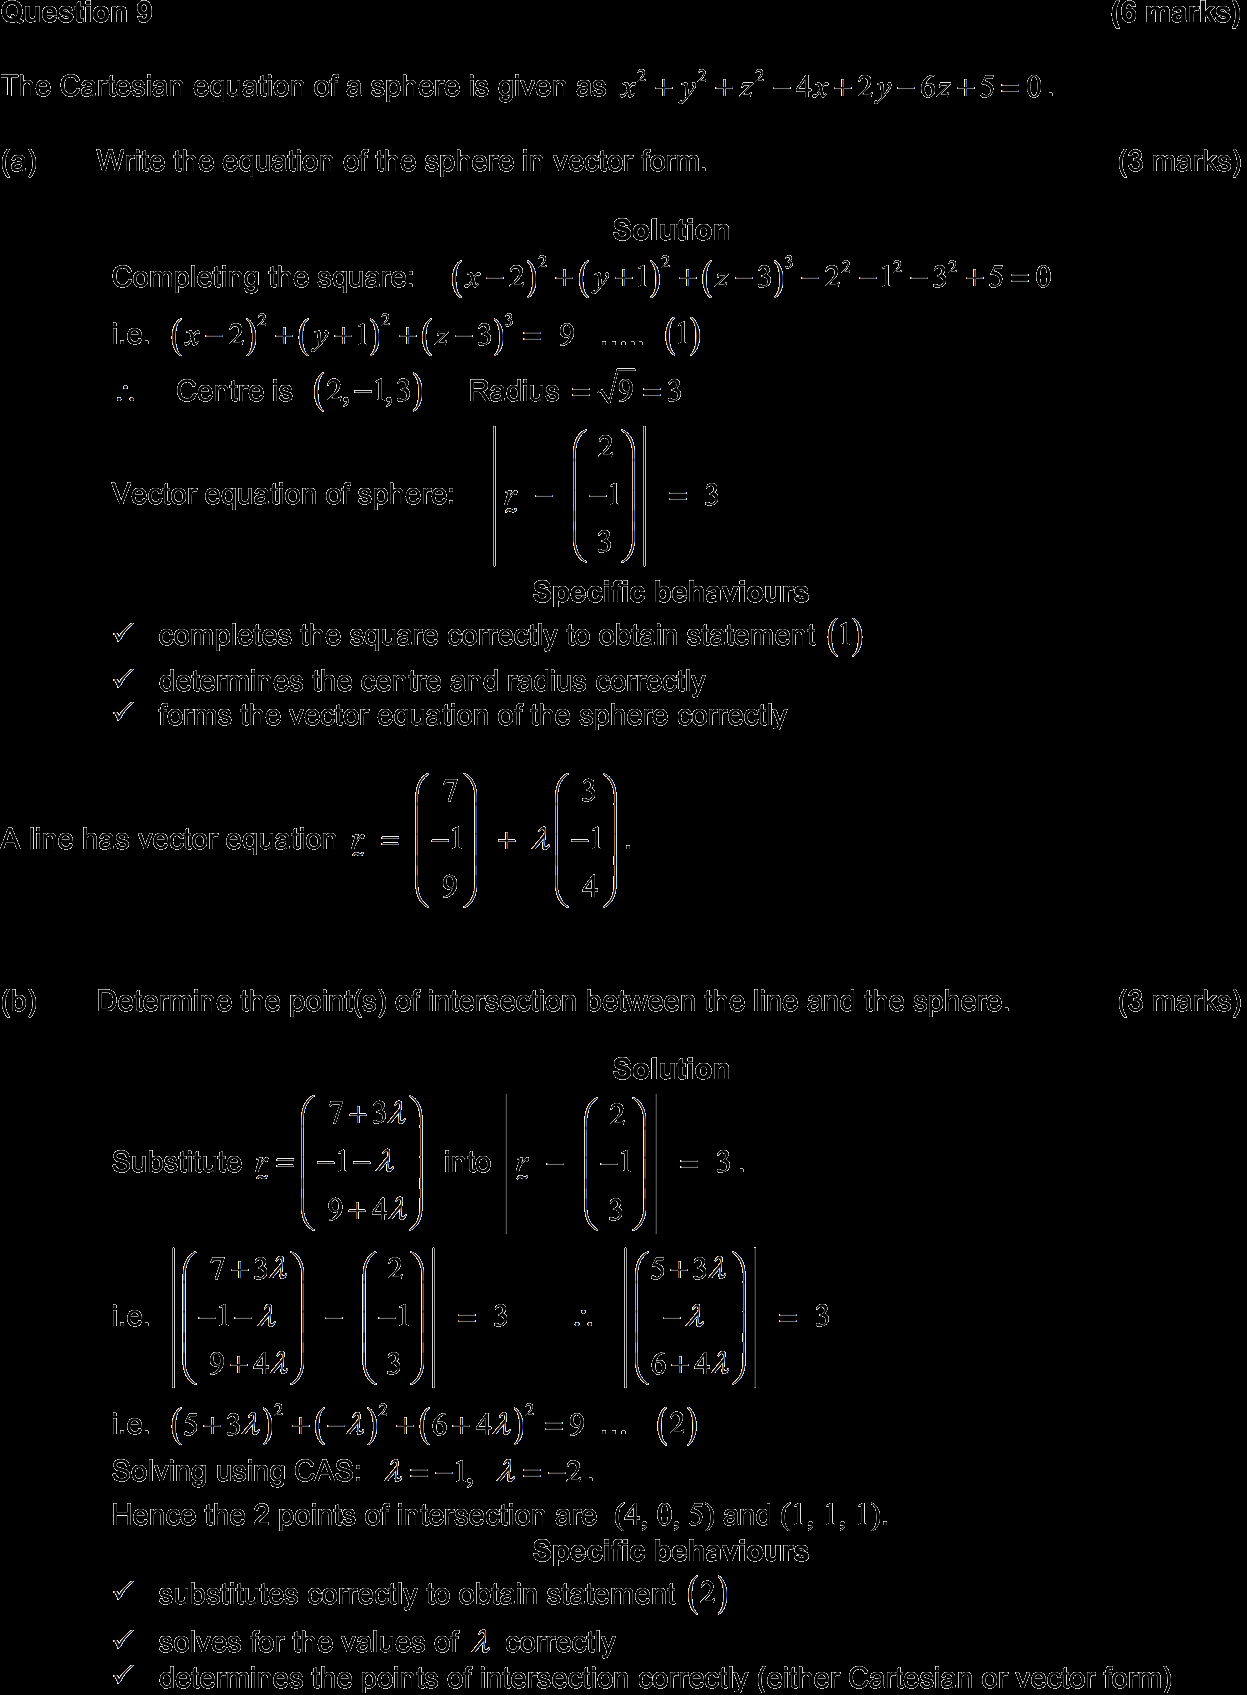 Question 9 (6 marks)
The Cartesian equation of a sphere is given as x² + y² + z² − 4x + 2y − 6z + 5 = 0.
(a) Write the equation of the sphere in vector form. (3 marks)
Solution
Completing the square: (x − 2)² + (y + 1)² + (z − 3)³ − 2² − 1² − 3² + 5 = 0
i.e. (x − 2)² + (y + 1)² + (z − 3)³ = 9 ..... (1)
∴ Centre is (2, −1, 3) Radius = √9 = 3
Vector equation of sphere: | r − (2 −1 3) | = 3
Specific behaviours
✓ completes the square correctly to obtain statement (1)
✓ determines the centre and radius correctly
✓ forms the vector equation of the sphere correctly
A line has vector equation r = (7 −1 9) + λ(3 −1 4).
(b) Determine the point(s) of intersection between the line and the sphere. (3 marks)
Solution
Substitute r = (7 + 3λ −1 − λ 9 + 4λ) into | r − (2 −1 3) | = 3.
i.e. |(7 + 3λ −1 − λ 9 + 4λ) − (2 −1 3)| = 3 ∴ |(5 + 3λ −λ 6 + 4λ)| = 3
i.e. (5 + 3λ)² + (−λ)² + (6 + 4λ)² = 9 ... (2)
Solving using CAS: λ = −1, λ = −2.
Hence the 2 points of intersection are (4, 0, 5) and (1, 1, 1).
Specific behaviours
✓ substitutes correctly to obtain statement (2)
✓ solves for the values of λ correctly
✓ determines the points of intersection correctly (either Cartesian or vector form)